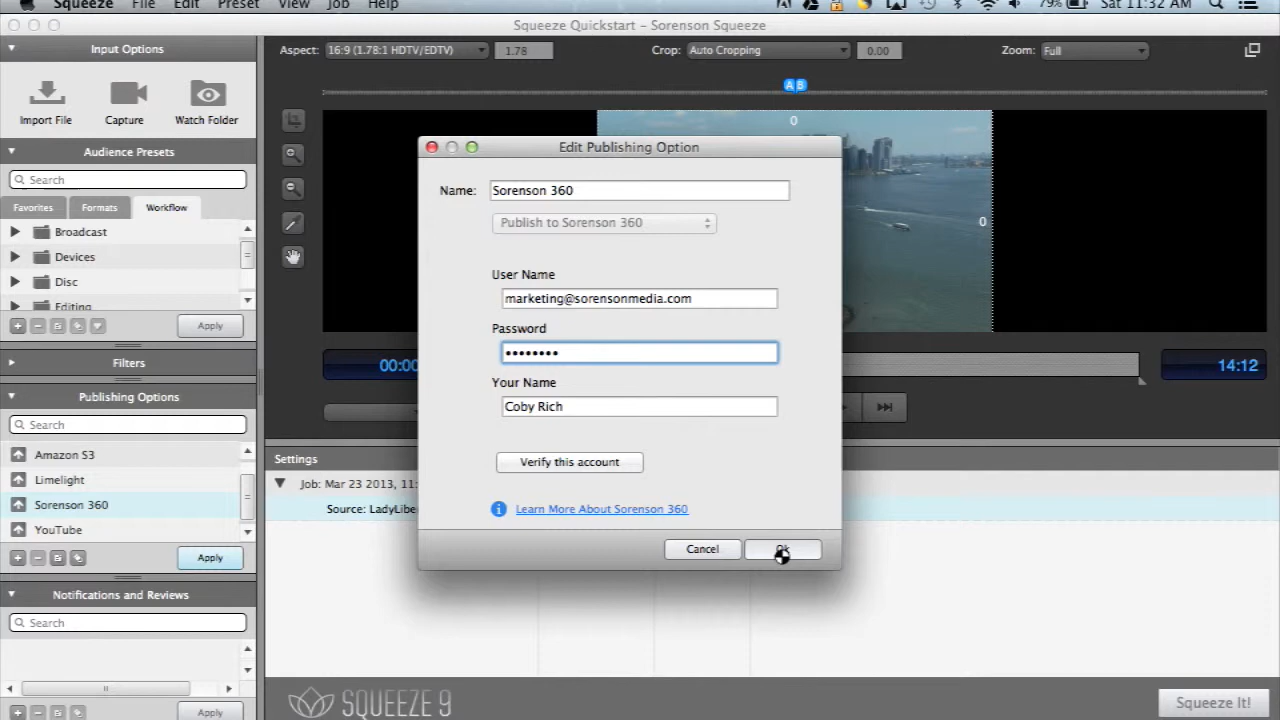 Squeeze File Edit Preset View Job Help 79% Sat 11:32 AM
Squeeze Quickstart - Sorenson Squeeze
Input Options
Aspect: 16:9 (1.78:1 HDTV/EDTV) 1.78 Crop: Auto Cropping 0.00 Zoom: Full
Import File Capture Watch Folder
A B
0
Audience Presets
Edit Publishing Option
Search
Name: Sorenson 360
Favorites Formats Workflow
Publish to Sorenson 360
0
Broadcast
Devices
Disc
Editing
Apply
User Name
marketing@sorensonmedia.com
Password
••••••••
Your Name
Coby Rich
Verify this account
Learn More About Sorenson 360
Cancel Ok
Filters
00:00
14:12
Publishing Options
Search
Amazon S3
Limelight
Sorenson 360
YouTube
Apply
Settings
Job: Mar 23 2013, 11:
Source: LadyLibe
Notifications and Reviews
Search
Apply
SQUEEZE 9
Squeeze It!